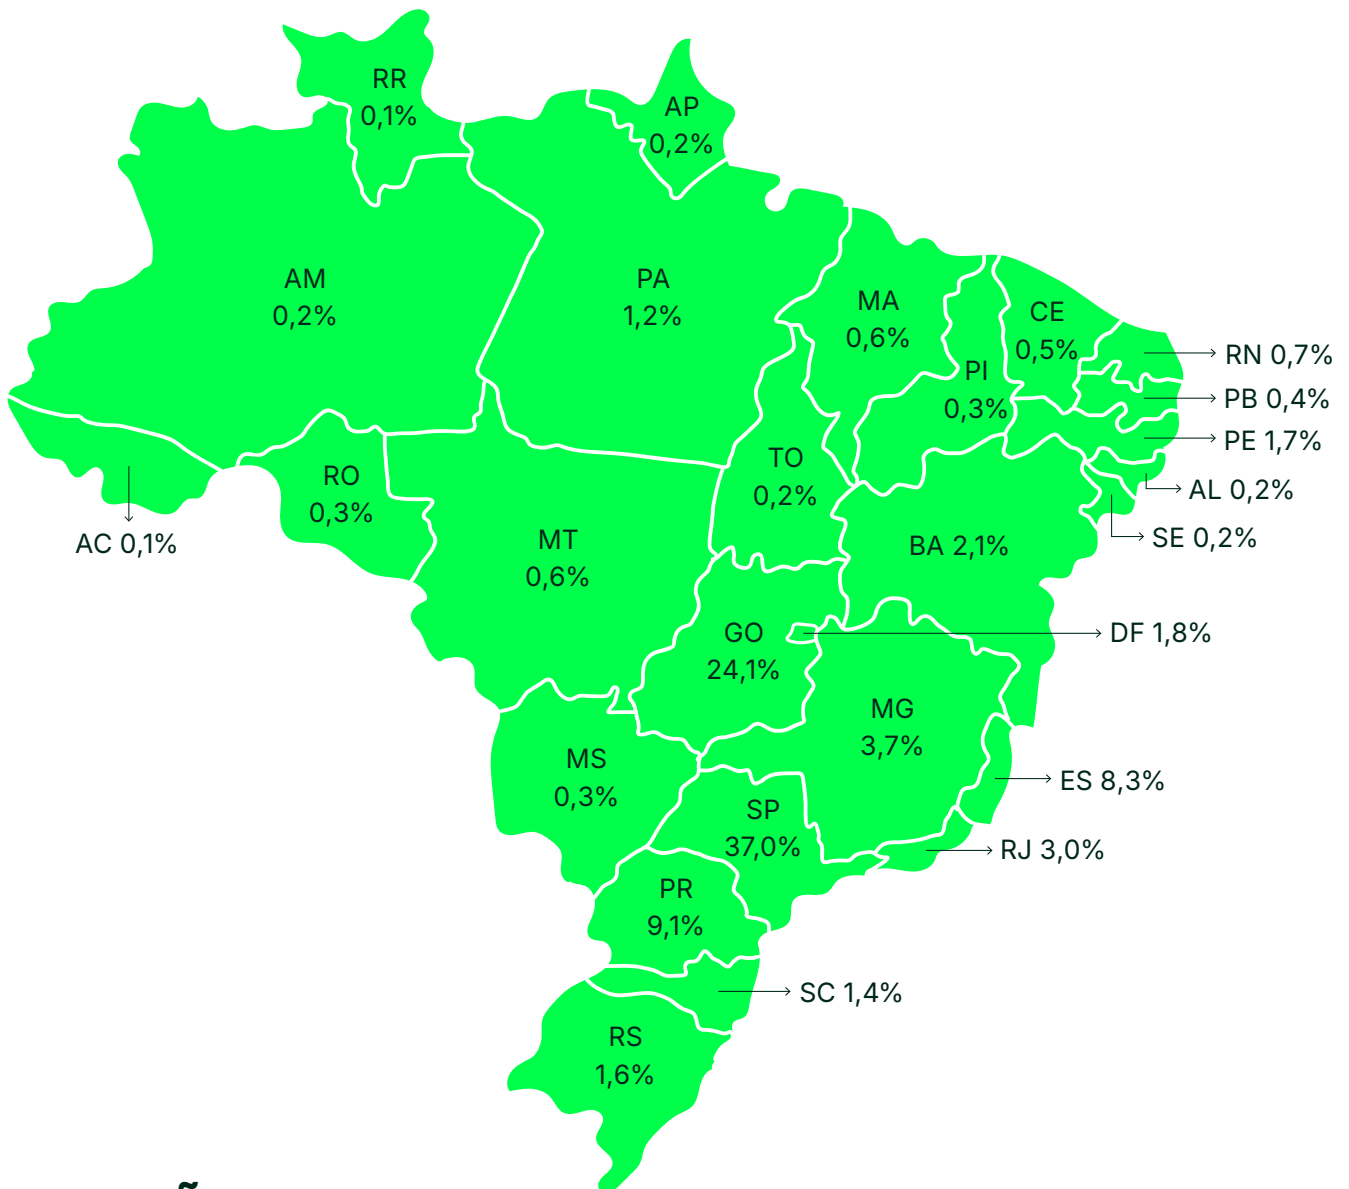 RR
0,1%
AP
0,2%
AM
0,2%
PA
1,2%
MA
0,6%
CE
0,5%
RN 0,7%
PI
0,3%
PB 0,4%
PE 1,7%
TO
0,2%
RO
0,3%
AL 0,2%
AC 0,1%
SE 0,2%
MT
0,6%
BA 2,1%
GO
24,1%
DF 1,8%
MG
3,7%
MS
0,3%
ES 8,3%
SP
37,0%
RJ 3,0%
PR
9,1%
SC 1,4%
RS
1,6%